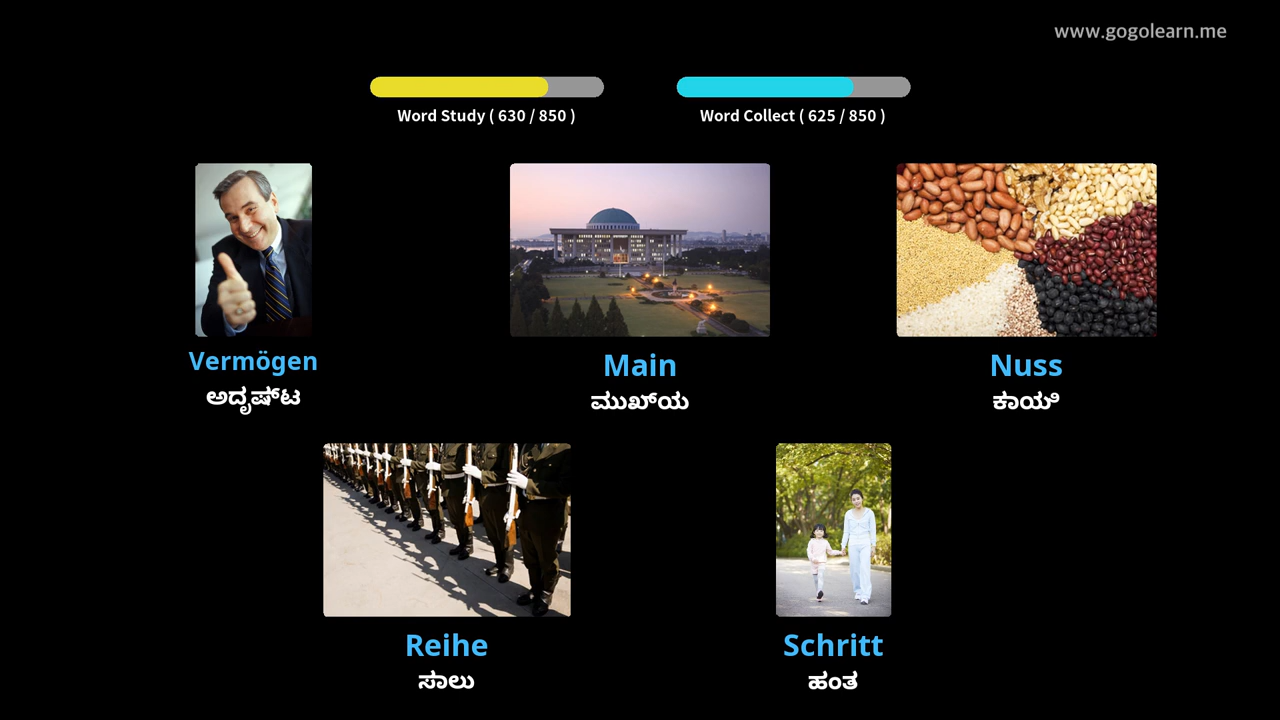 www.gogolearn.me
Word Study ( 630 / 850 )
Word Collect ( 625 / 850 )
Vermögen
ಅದೃಷ್ಟ
Main
ಮುಖ್ಯ
Nuss
ಕಾಯಿ
Reihe
ಸಾಲು
Schritt
ಹಂತ